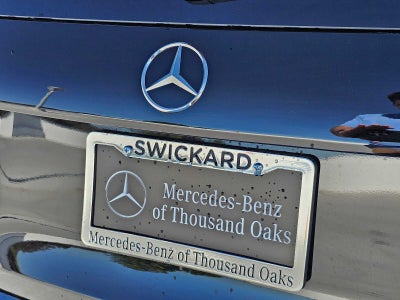 SWICKARD
Mercedes-Benz
of Thousand Oaks
Mercedes-Benz of Thousand Oaks